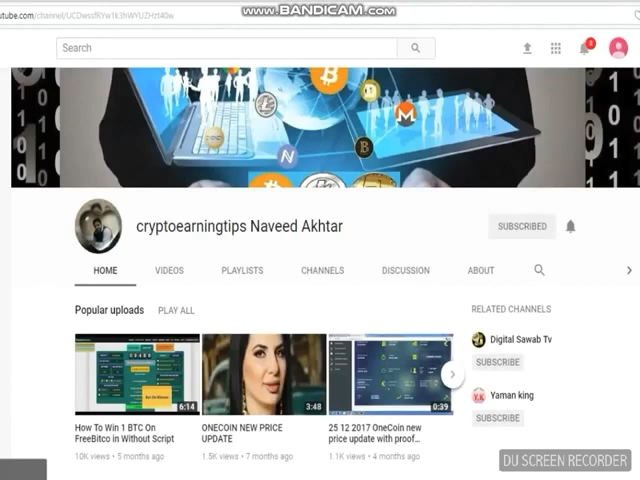 www.BANDICAM.com
Search
cryptoearningtips Naveed Akhtar
SUBSCRIBED
HOME VIDEOS PLAYLISTS CHANNELS DISCUSSION ABOUT
Popular uploads PLAY ALL
RELATED CHANNELS
Digital Sawab Tv
SUBSCRIBE
Yaman king
SUBSCRIBE
6:14
3:48
0:39
How To Win 1 BTC On
FreeBitco in Without Script
10K views • 5 months ago
ONECOIN NEW PRICE
UPDATE
1.5K views • 7 months ago
25 12 2017 OneCoin new
price update with proof...
1.1K views • 4 months ago
DU SCREEN RECORDER